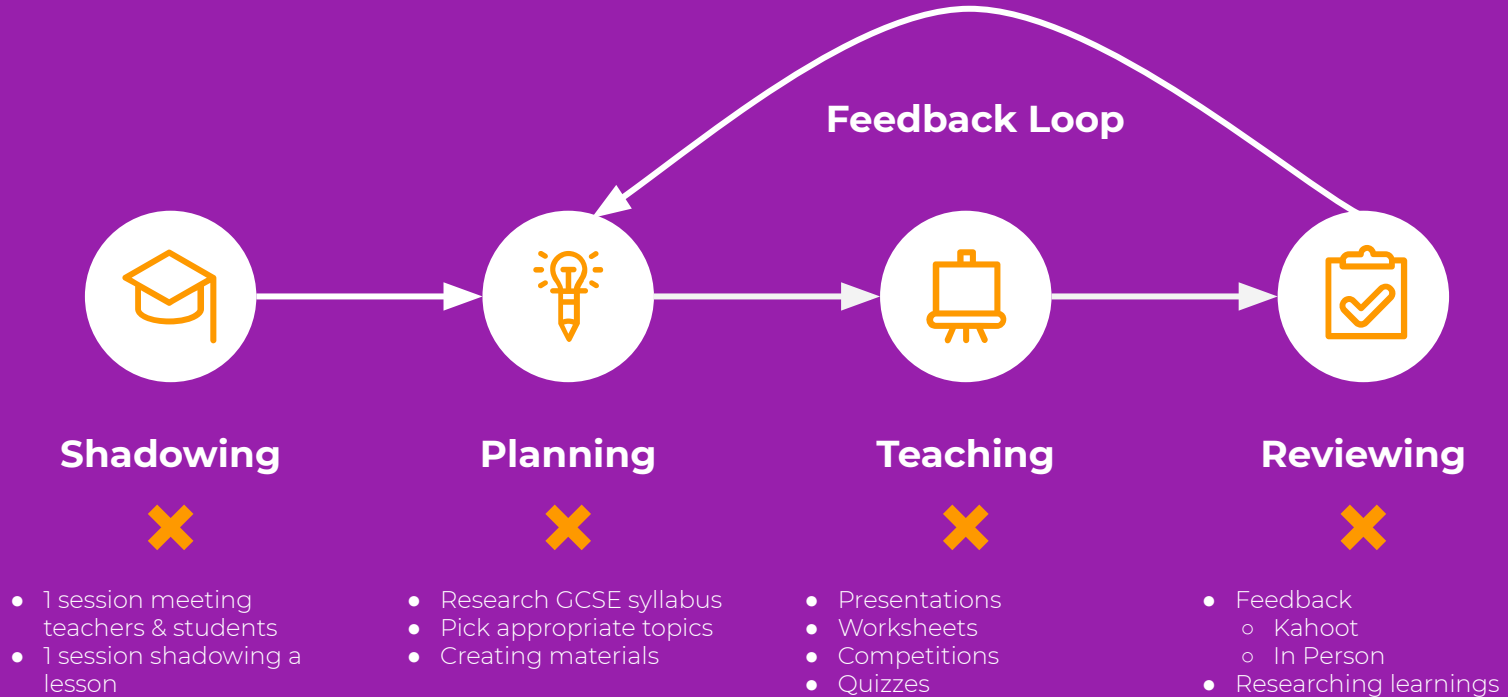 Feedback Loop
Shadowing
● 1 session meeting
teachers & students
● 1 session shadowing a
lesson
Planning
● Research GCSE syllabus
● Pick appropriate topics
● Creating materials
Teaching
● Presentations
● Worksheets
● Competitions
● Quizzes
Reviewing
● Feedback
○ Kahoot
○ In Person
● Researching learnings